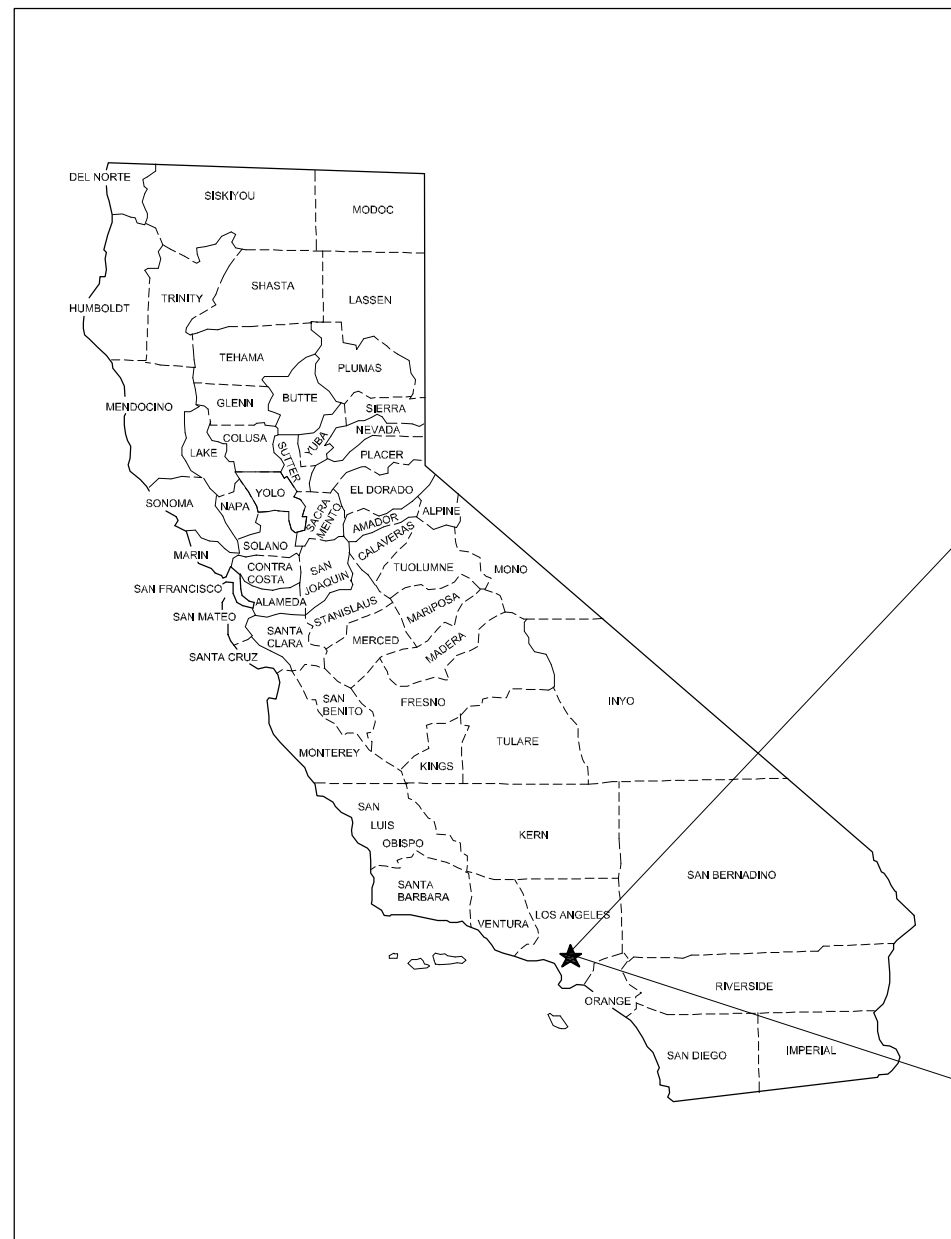 DEL NORTE
SISKIYOU
MODOC
HUMBOLDT
TRINITY
SHASTA
LASSEN
TEHAMA
PLUMAS
MENDOCINO
GLENN
BUTTE
SIERRA
COLUSA
LAKE
SUTTER
YUBA
NEVADA
PLACER
SONOMA
NAPA
YOLO
EL DORADO
SACRA
MENTO
AMADOR
ALPINE
MARIN
SOLANO
CALAVERAS
CONTRA
COSTA
SAN
JOAQUIN
TUOLUMNE
MONO
SAN FRANCISCO
ALAMEDA
STANISLAUS
MARIPOSA
SAN MATEO
SANTA
CLARA
MERCED
MADERA
SANTA CRUZ
SAN
BENITO
FRESNO
INYO
MONTEREY
KINGS
TULARE
SAN
LUIS
OBISPO
KERN
SANTA
BARBARA
SAN BERNADINO
VENTURA
LOS ANGELES
ORANGE
RIVERSIDE
SAN DIEGO
IMPERIAL